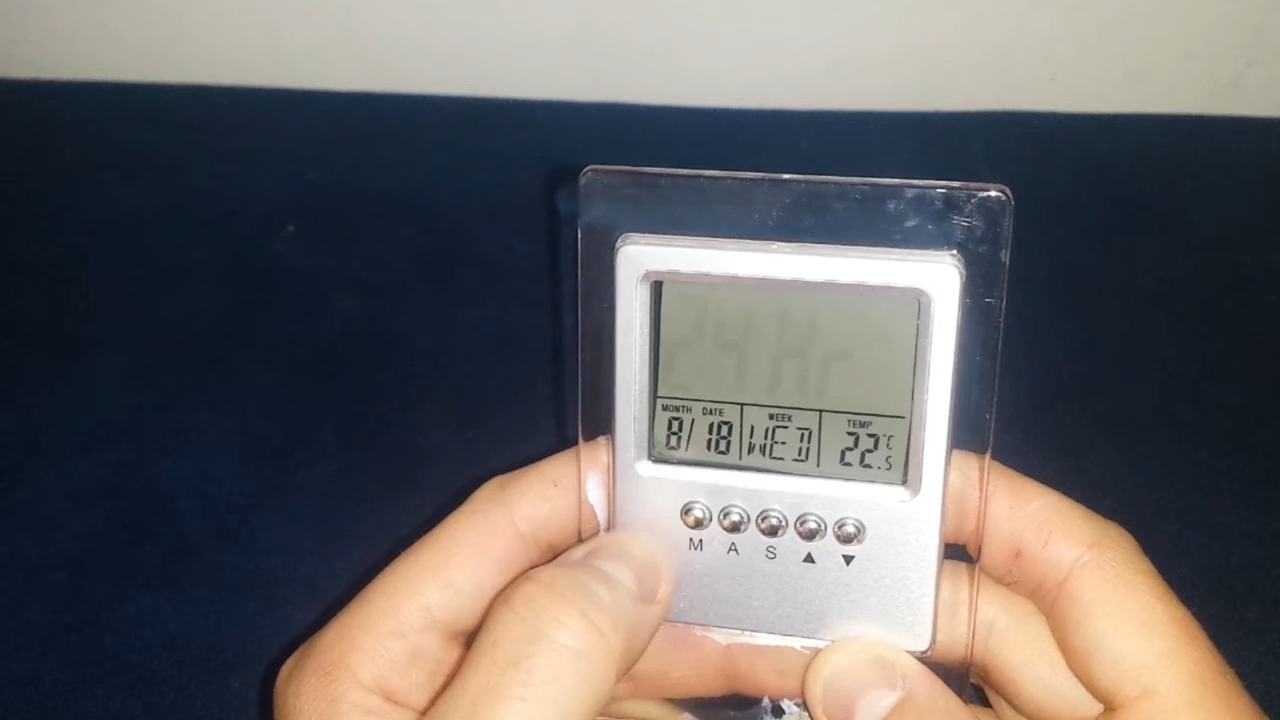 24Hr
MONTH DATE WEEK TEMP
8/18 WED 22.5°C
M A S ▲ ▼